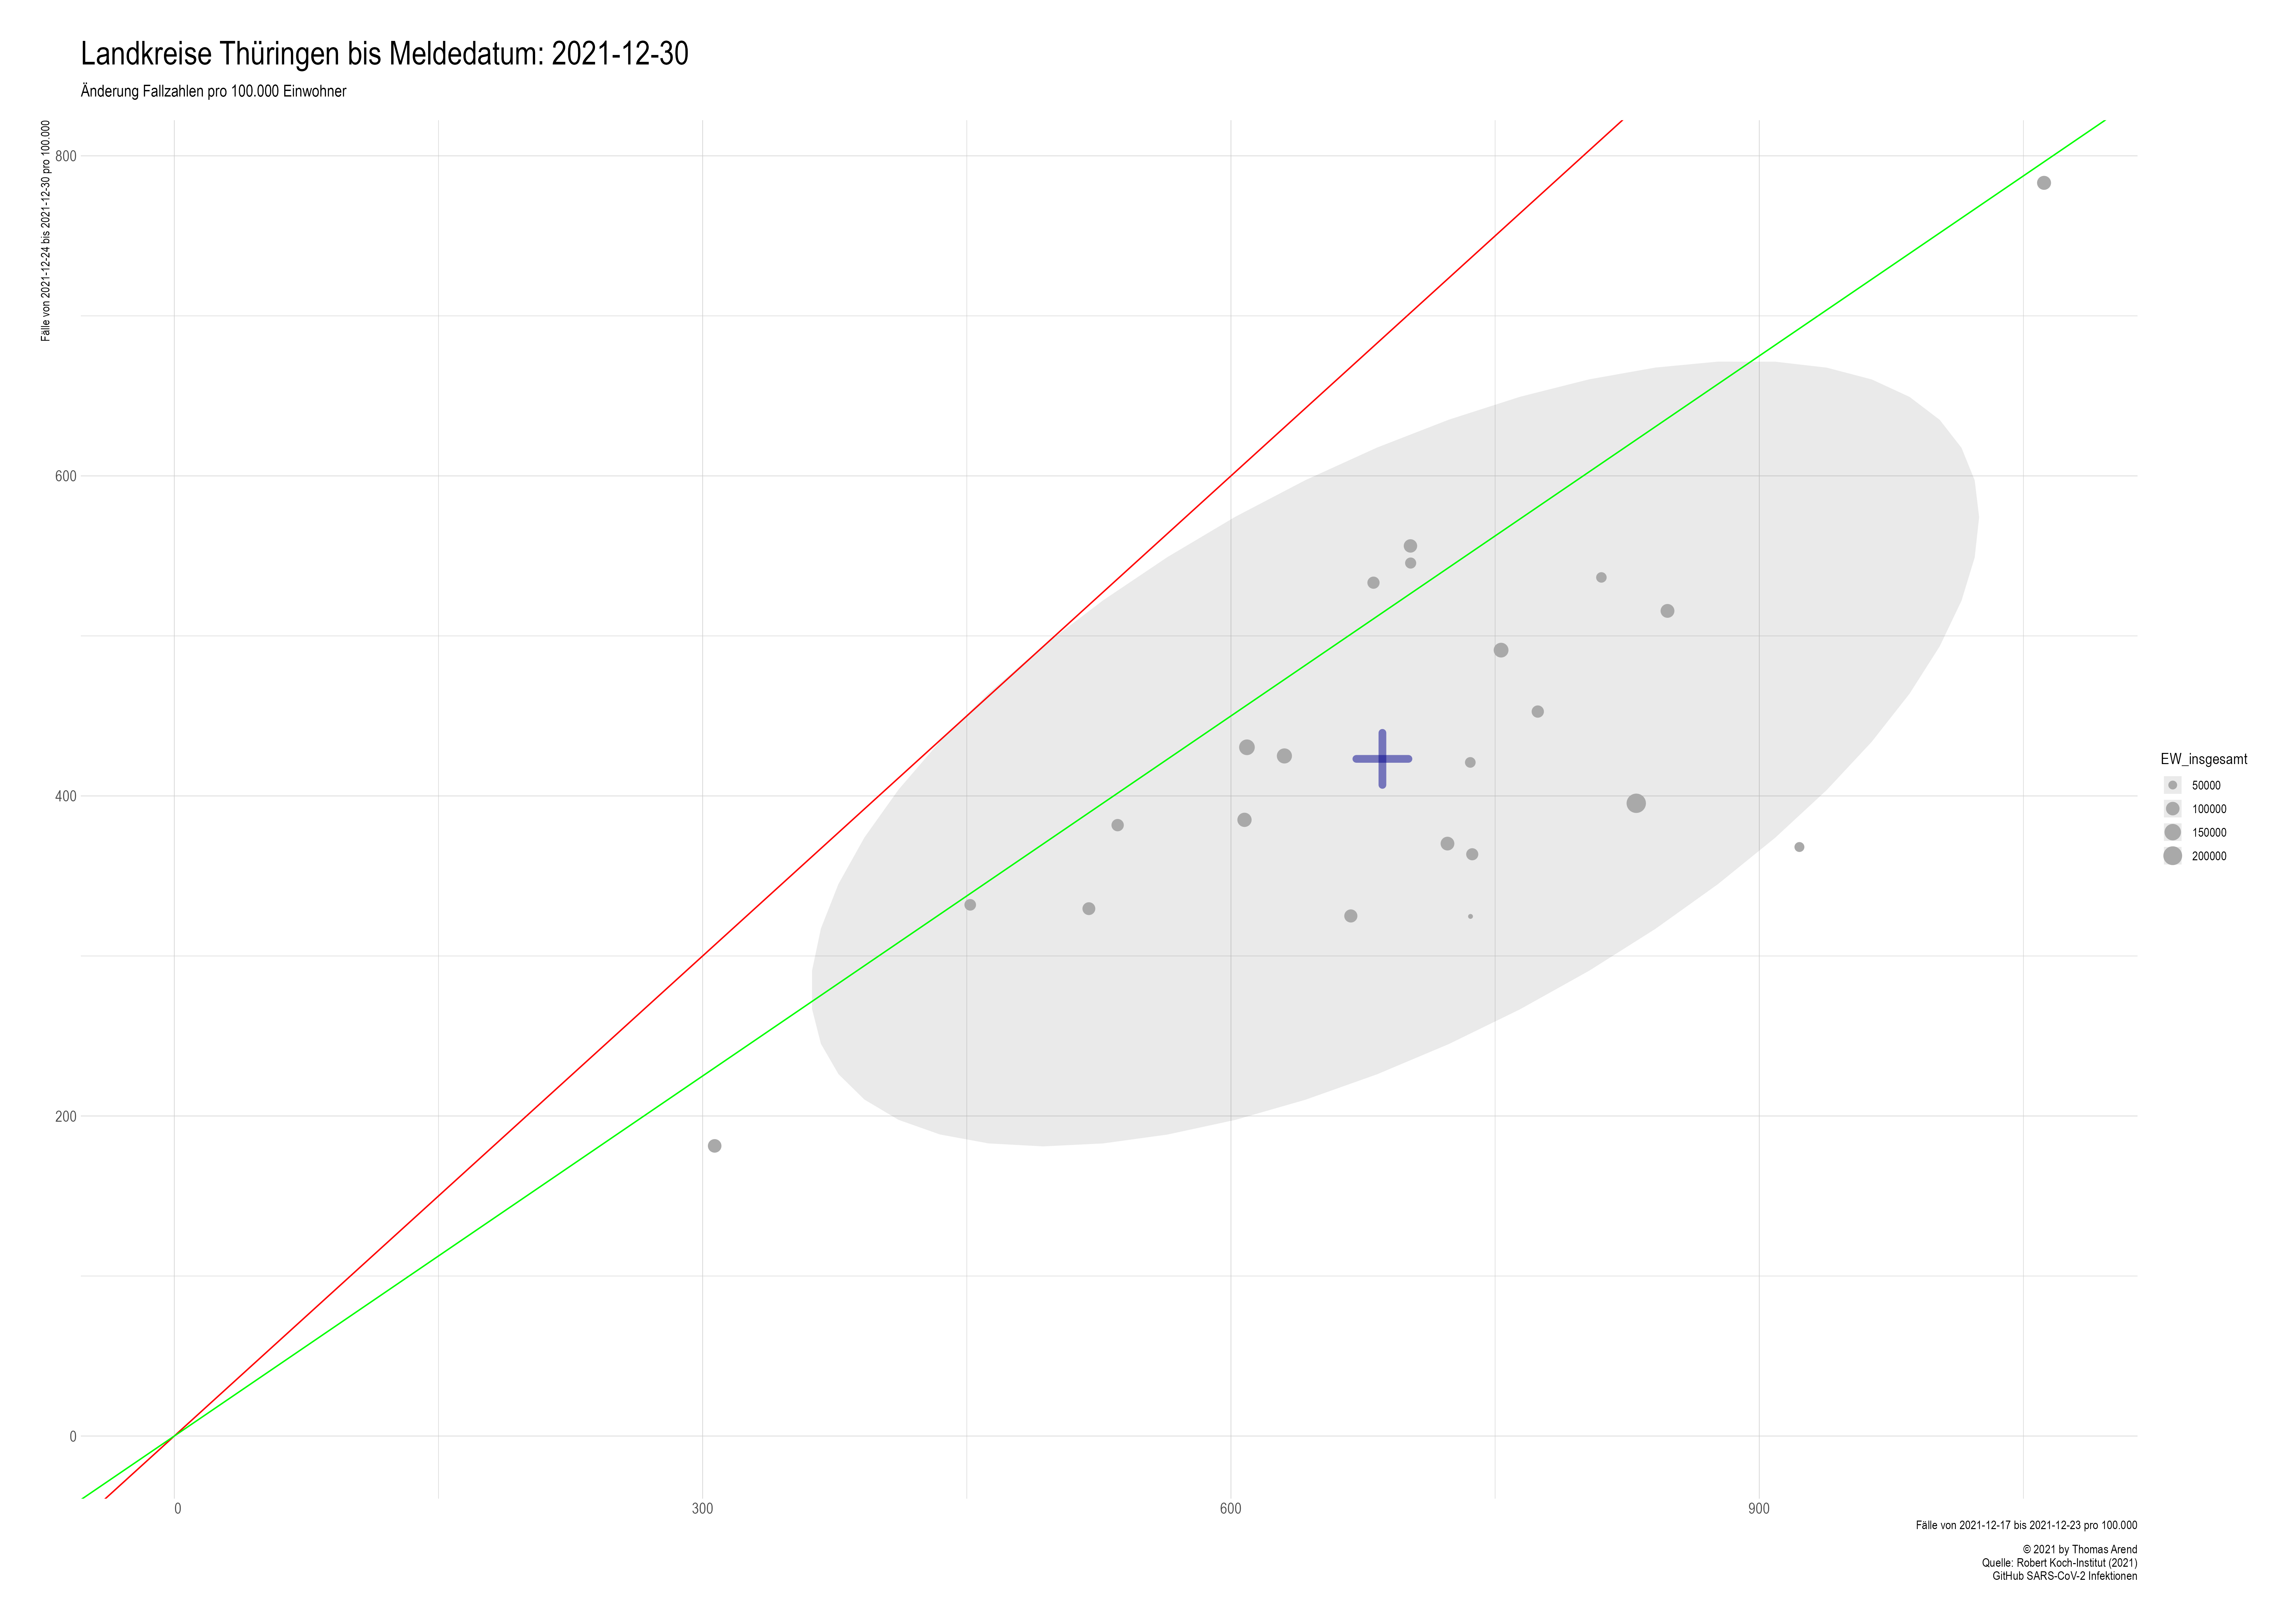 Landkreise Thüringen bis Meldedatum: 2021-12-30
Änderung Fallzahlen pro 100.000 Einwohner
Fälle von 2021-12-24 bis 2021-12-30 pro 100.000
800
600
400
200
0
0
300
600
900
Fälle von 2021-12-17 bis 2021-12-23 pro 100.000
EW_insgesamt
50000
100000
150000
200000
© 2021 by Thomas Arend
Quelle: Robert Koch-Institut (2021)
GitHub SARS-CoV-2 Infektionen